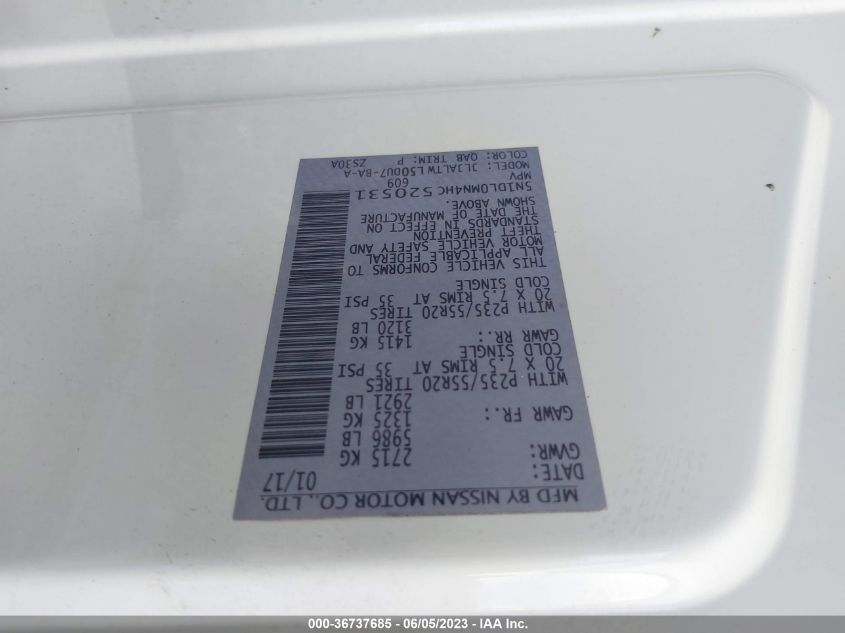 MFD BY NISSAN MOTOR CO., LTD.
DATE: 01/17
GVWR: 2715 KG
5986 LB
GAWR FR.: 1325 KG
2921 LB
WITH P235/55R20 TIRES
20 X 7.5 RIMS AT 35 PSI
COLD SINGLE
GAWR RR.: 1415 KG
3120 LB
WITH P235/55R20 TIRES
20 X 7.5 RIMS AT 35 PSI
COLD SINGLE
THIS VEHICLE CONFORMS TO
ALL APPLICABLE FEDERAL
MOTOR VEHICLE SAFETY AND
THEFT PREVENTION
STANDARDS IN EFFECT ON
THE DATE OF MANUFACTURE
SHOWN ABOVE.
5N1DL0MN4HC520531
MPV 609
MODEL: JL3ALTWL50DU7-BA-A
COLOR: QAB TRIM: P ZS30A
000-36737685 - 06/05/2023 - US - IAA Inc.